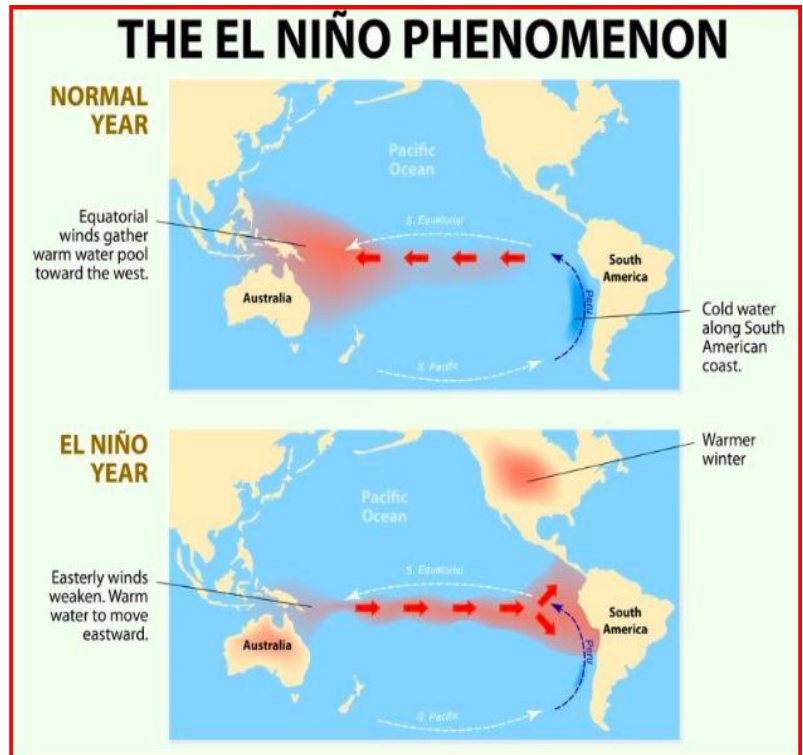 THE EL NIÑO PHENOMENON
NORMAL
YEAR
Pacific
Ocean
Equatorial
winds gather
warm water pool
toward the west.
S. Equatorial
South
America
Australia
Peru
Cold water
along South
American
coast.
S. Pacific
EL NIÑO
YEAR
Warmer
winter
Pacific
Ocean
Easterly winds
weaken. Warm
water to move
eastward.
S. Equatorial
South
America
Australia
Peru
S. Pacific